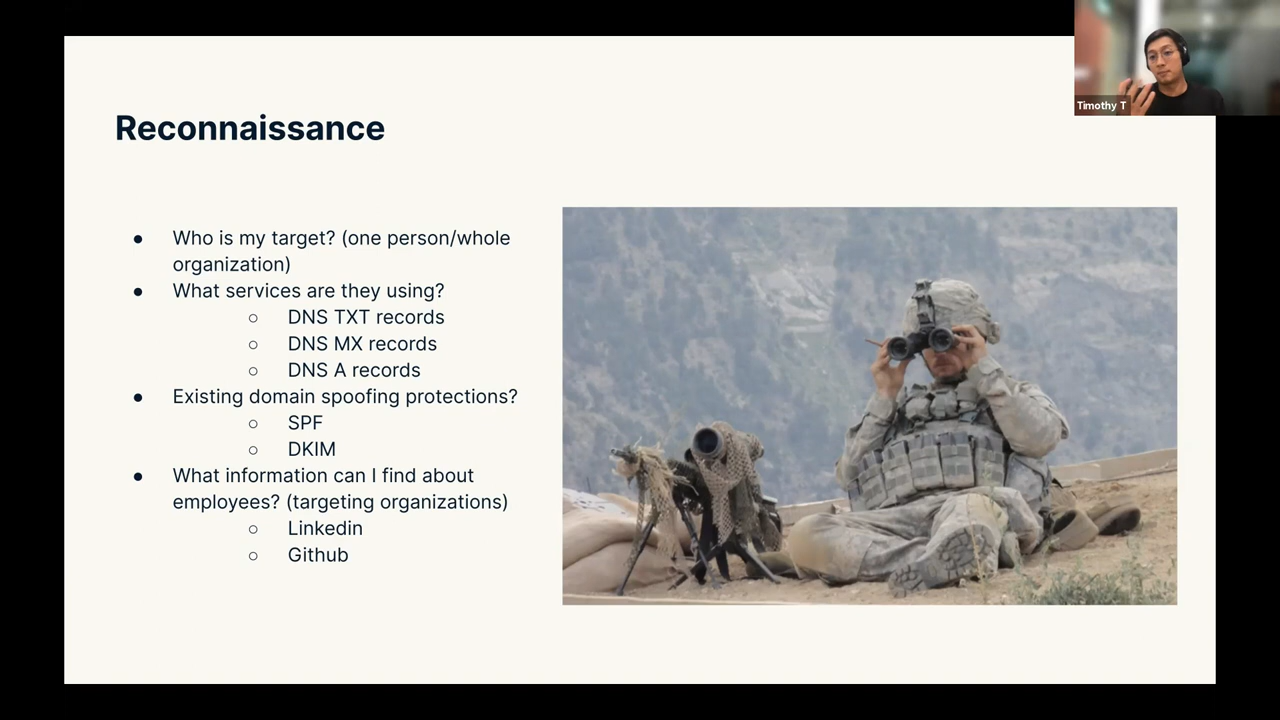 Timothy T
Reconnaissance
● Who is my target? (one person/whole
organization)
● What services are they using?
○ DNS TXT records
○ DNS MX records
○ DNS A records
● Existing domain spoofing protections?
○ SPF
○ DKIM
● What information can I find about
employees? (targeting organizations)
○ Linkedin
○ Github